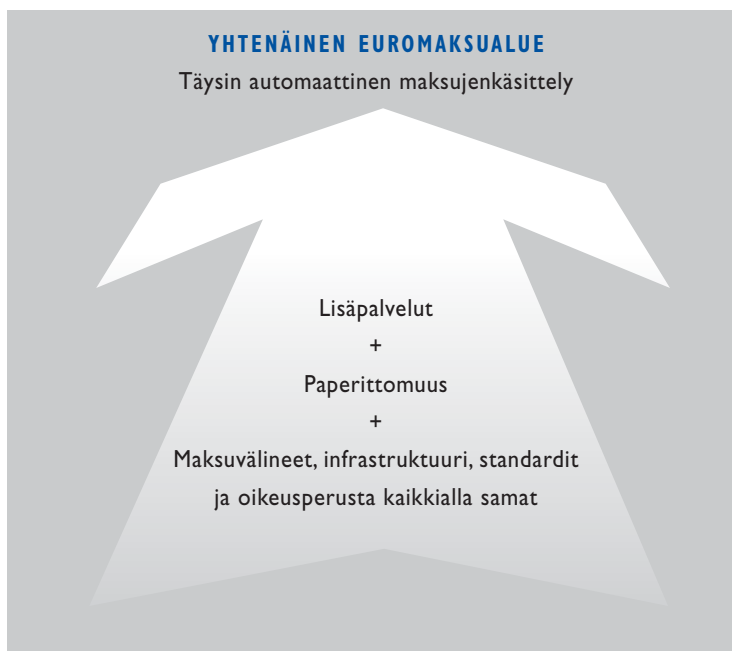 YHTENÄINEN EUROMAKSUALUE
Täysin automaattinen maksujenkäsittely
Lisäpalvelut
+
Paperittomuus
+
Maksuvälineet, infrastruktuuri, standardit
ja oikeusperusta kaikkialla samat